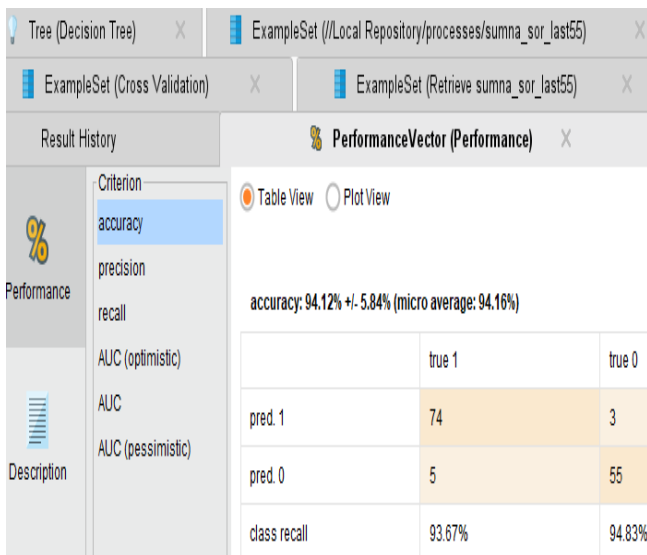 Tree (Decision Tree)
ExampleSet (//Local Repository/processes/sumna_sor_last55)
ExampleSet (Cross Validation)
ExampleSet (Retrieve sumna_sor_last55)
Result History
% PerformanceVector (Performance)
%
Performance
Description
Criterion
accuracy
precision
recall
AUC (optimistic)
AUC
AUC (pessimistic)
Table View Plot View
accuracy: 94.12% +/- 5.84% (micro average: 94.16%)
true 1 true 0
pred. 1 74 3
pred. 0 5 55
class recall 93.67% 94.83%